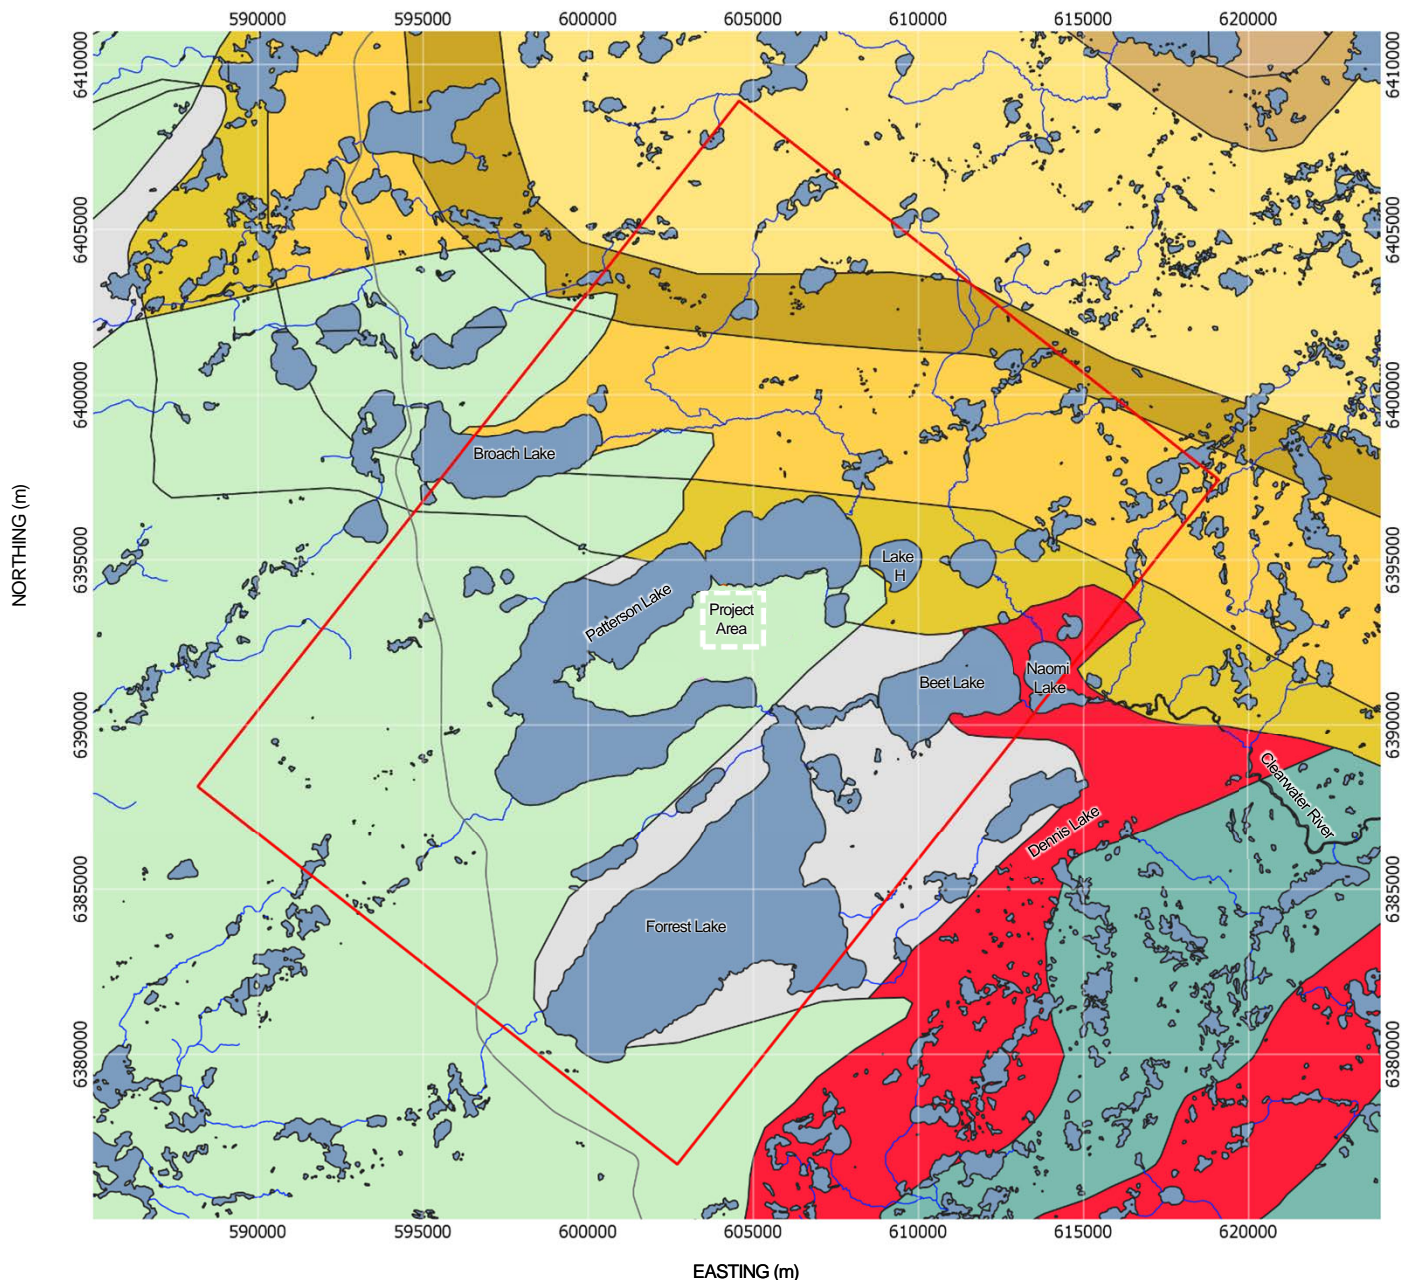 590000 595000 600000 605000 610000 615000 620000
6410000
6410000
6405000
6405000
6400000
6400000
Broach Lake
NORTHING (m)
6395000
Lake
H
6395000
Patterson Lake
Project
Area
Naomi
Lake
Beet Lake
6390000
6390000
Clearwater River
Dennis Lake
6385000
6385000
Forrest Lake
6380000
6380000
590000 595000 600000 605000 610000 615000 620000
EASTING (m)